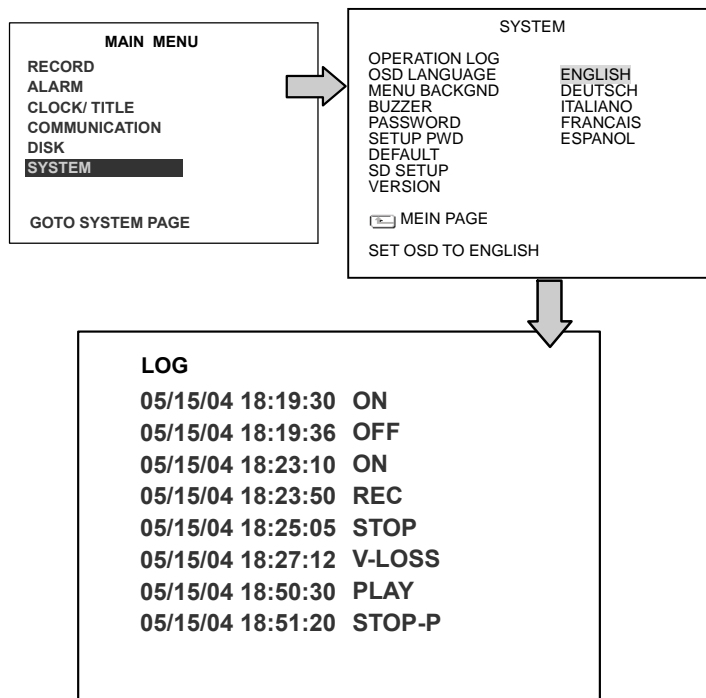 MAIN MENU
RECORD
ALARM
CLOCK/ TITLE
COMMUNICATION
DISK
SYSTEM
GOTO SYSTEM PAGE
SYSTEM
OPERATION LOG
OSD LANGUAGE ENGLISH
MENU BACKGND DEUTSCH
BUZZER ITALIANO
PASSWORD FRANCAIS
SETUP PWD ESPANOL
DEFAULT
SD SETUP
VERSION
MEIN PAGE
SET OSD TO ENGLISH
LOG
05/15/04 18:19:30 ON
05/15/04 18:19:36 OFF
05/15/04 18:23:10 ON
05/15/04 18:23:50 REC
05/15/04 18:25:05 STOP
05/15/04 18:27:12 V-LOSS
05/15/04 18:50:30 PLAY
05/15/04 18:51:20 STOP-P